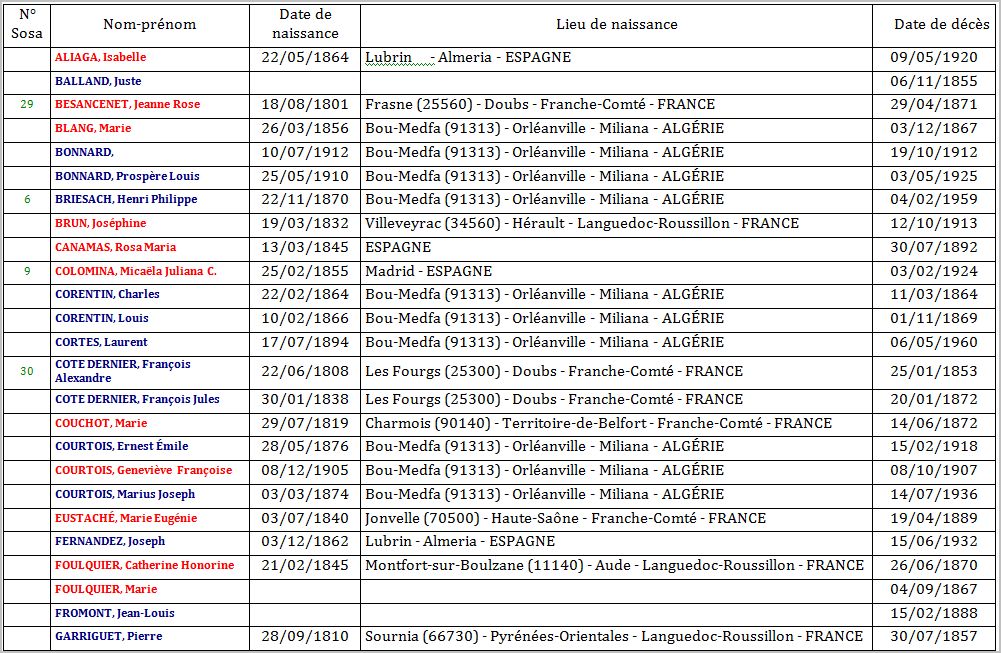 N° Sosa Nom-prénom Date de naissance Lieu de naissance Date de décès
ALIAGA, Isabelle 22/05/1864 Lubrin - Almeria - ESPAGNE 09/05/1920
BALLAND, Juste 06/11/1855
29 BESANCENET, Jeanne Rose 18/08/1801 Frasne (25560) - Doubs - Franche-Comté - FRANCE 29/04/1871
BLANG, Marie 26/03/1856 Bou-Medfa (91313) - Orléanville - Miliana - ALGÉRIE 03/12/1867
BONNARD, 10/07/1912 Bou-Medfa (91313) - Orléanville - Miliana - ALGÉRIE 19/10/1912
BONNARD, Prospère Louis 25/05/1910 Bou-Medfa (91313) - Orléanville - Miliana - ALGÉRIE 03/05/1925
6 BRIESACH, Henri Philippe 22/11/1870 Bou-Medfa (91313) - Orléanville - Miliana - ALGÉRIE 04/02/1959
BRUN, Joséphine 19/03/1832 Villeveyrac (34560) - Hérault - Languedoc-Roussillon - FRANCE 12/10/1913
CANAMAS, Rosa Maria 13/03/1845 ESPAGNE 30/07/1892
9 COLOMINA, Micaëla Juliana C. 25/02/1855 Madrid - ESPAGNE 03/02/1924
CORENTIN, Charles 22/02/1864 Bou-Medfa (91313) - Orléanville - Miliana - ALGÉRIE 11/03/1864
CORENTIN, Louis 10/02/1866 Bou-Medfa (91313) - Orléanville - Miliana - ALGÉRIE 01/11/1869
CORTES, Laurent 17/07/1894 Bou-Medfa (91313) - Orléanville - Miliana - ALGÉRIE 06/05/1960
30 COTE DERNIER, François Alexandre 22/06/1808 Les Fourgs (25300) - Doubs - Franche-Comté - FRANCE 25/01/1853
COTE DERNIER, François Jules 30/01/1838 Les Fourgs (25300) - Doubs - Franche-Comté - FRANCE 20/01/1872
COUCHOT, Marie 29/07/1819 Charmois (90140) - Territoire-de-Belfort - Franche-Comté - FRANCE 14/06/1872
COURTOIS, Ernest Émile 28/05/1876 Bou-Medfa (91313) - Orléanville - Miliana - ALGÉRIE 15/02/1918
COURTOIS, Geneviève Françoise 08/12/1905 Bou-Medfa (91313) - Orléanville - Miliana - ALGÉRIE 08/10/1907
COURTOIS, Marius Joseph 03/03/1874 Bou-Medfa (91313) - Orléanville - Miliana - ALGÉRIE 14/07/1936
EUSTACHÉ, Marie Eugénie 03/07/1840 Jonvelle (70500) - Haute-Saône - Franche-Comté - FRANCE 19/04/1889
FERNANDEZ, Joseph 03/12/1862 Lubrin - Almeria - ESPAGNE 15/06/1932
FOULQUIER, Catherine Honorine 21/02/1845 Montfort-sur-Boulzane (11140) - Aude - Languedoc-Roussillon - FRANCE 26/06/1870
FOULQUIER, Marie 04/09/1867
FROMONT, Jean-Louis 15/02/1888
GARRIGUET, Pierre 28/09/1810 Sournia (66730) - Pyrénées-Orientales - Languedoc-Roussillon - FRANCE 30/07/1857